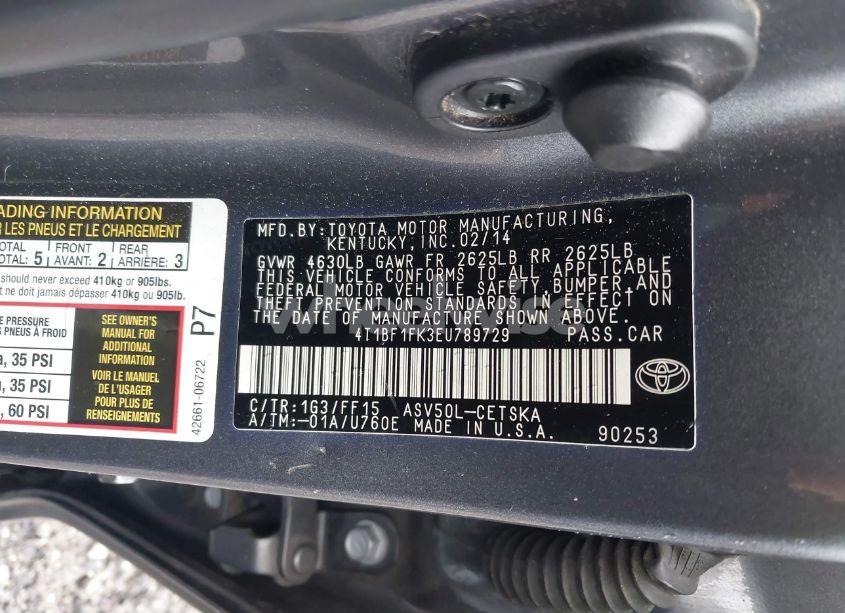 ADING INFORMATION
R LES PNEUS ET LE CHARGEMENT
TOTAL: 5 FRONT AVANT: 2 REAR ARRIÈRE: 3
should never exceed 410kg or 905lbs.
t ne doit jamais dépasser 410kg ou 905lb.
E PRESSURE
S PNEUS À FROID
a, 35 PSI
, 35 PSI
, 60 PSI
SEE OWNER'S
MANUAL FOR
ADDITIONAL
INFORMATION
VOIR LE MANUEL
DE L'USAGER
POUR PLUS DE
RENSEIGNEMENTS
P7
42661-06722
MFD.BY:TOYOTA MOTOR MANUFACTURING,
KENTUCKY,INC.02/14
GVWR 4630LB GAWR FR 2625LB RR 2625LB
THIS VEHICLE CONFORMS TO ALL APPLICABLE
FEDERAL MOTOR VEHICLE SAFETY,BUMPER,AND
THEFT PREVENTION STANDARDS IN EFFECT ON
THE DATE OF MANUFACTURE SHOWN ABOVE.
4T1BF1FK3EU789729 PASS.CAR
C/TR:1G3/FF15 ASV50L-CETSKA
A/TM:-01A/U760E MADE IN U.S.A. 90253